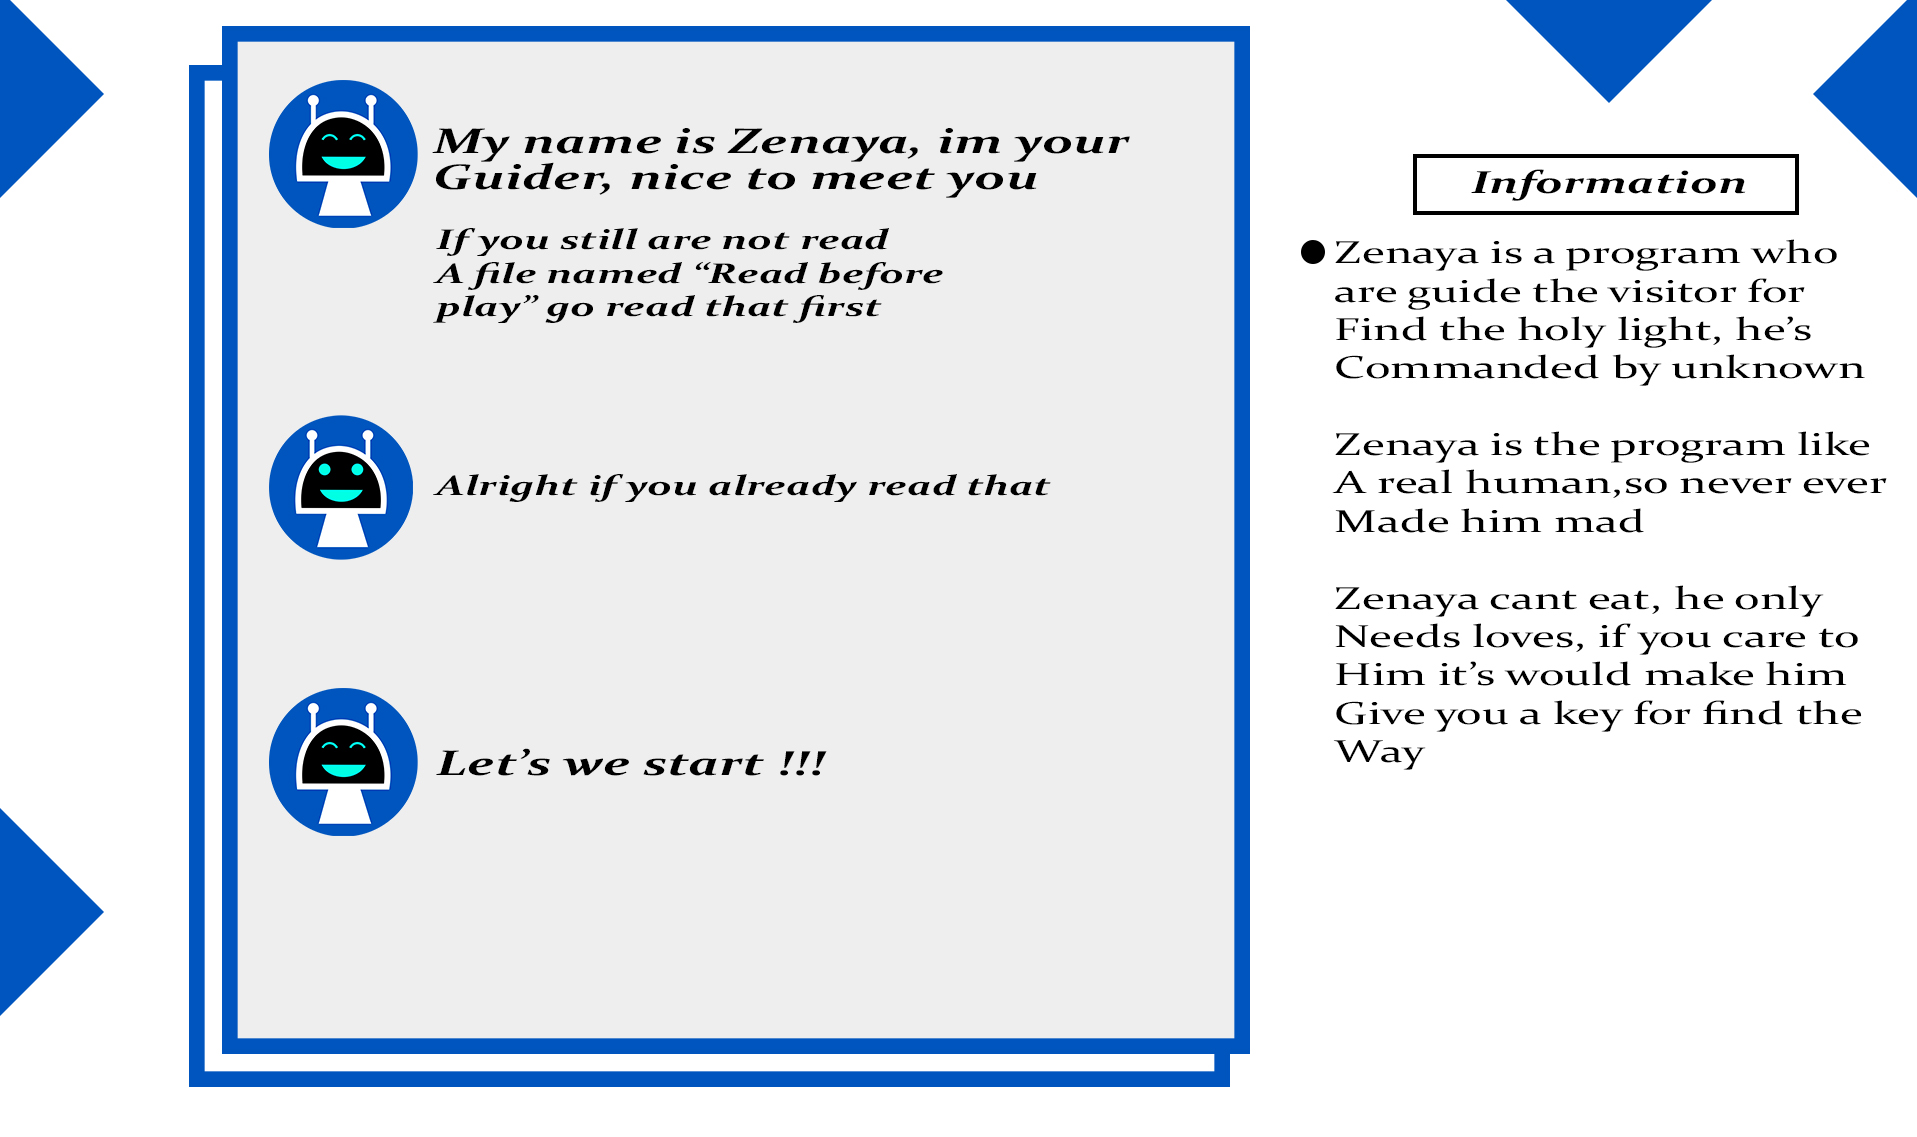 My name is Zenaya, im your
Guider, nice to meet you
If you still are not read
A file named “Read before
play” go read that first
Alright if you already read that
Let’s we start !!!
Information
Zenaya is a program who
are guide the visitor for
Find the holy light, he’s
Commanded by unknown
Zenaya is the program like
A real human,so never ever
Made him mad
Zenaya cant eat, he only
Needs loves, if you care to
Him it’s would make him
Give you a key for find the
Way